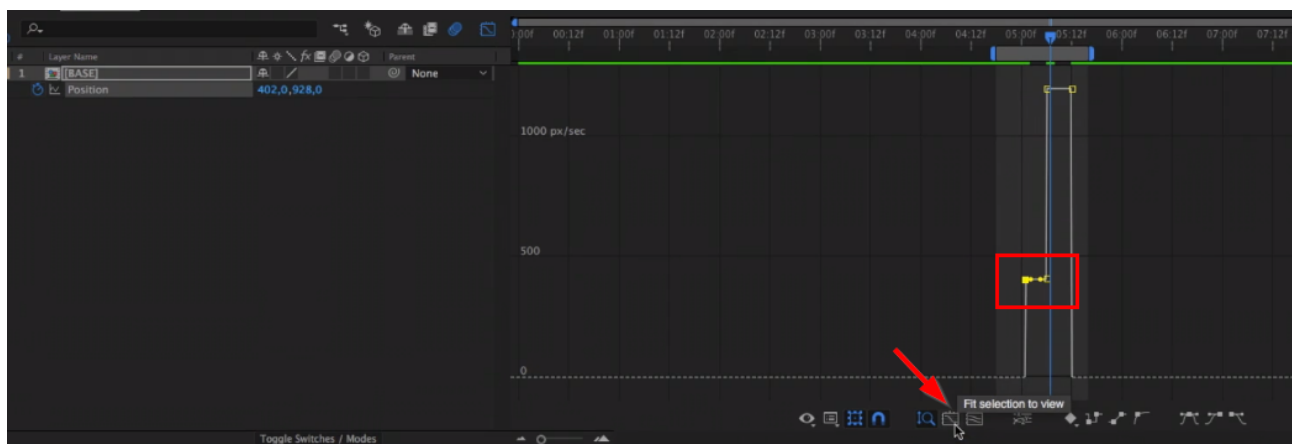 0:00f 00:12f 01:00f 01:12f 02:00f 02:12f 03:00f 03:12f 04:00f 04:12f 05:00f 05:12f 06:00f 06:12f 07:00f 07:12f
# Layer Name Parent
1 [BASE] None
Position 402,0,928,0
1000 px/sec
500
0
Fit selection to view
Toggle Switches / Modes